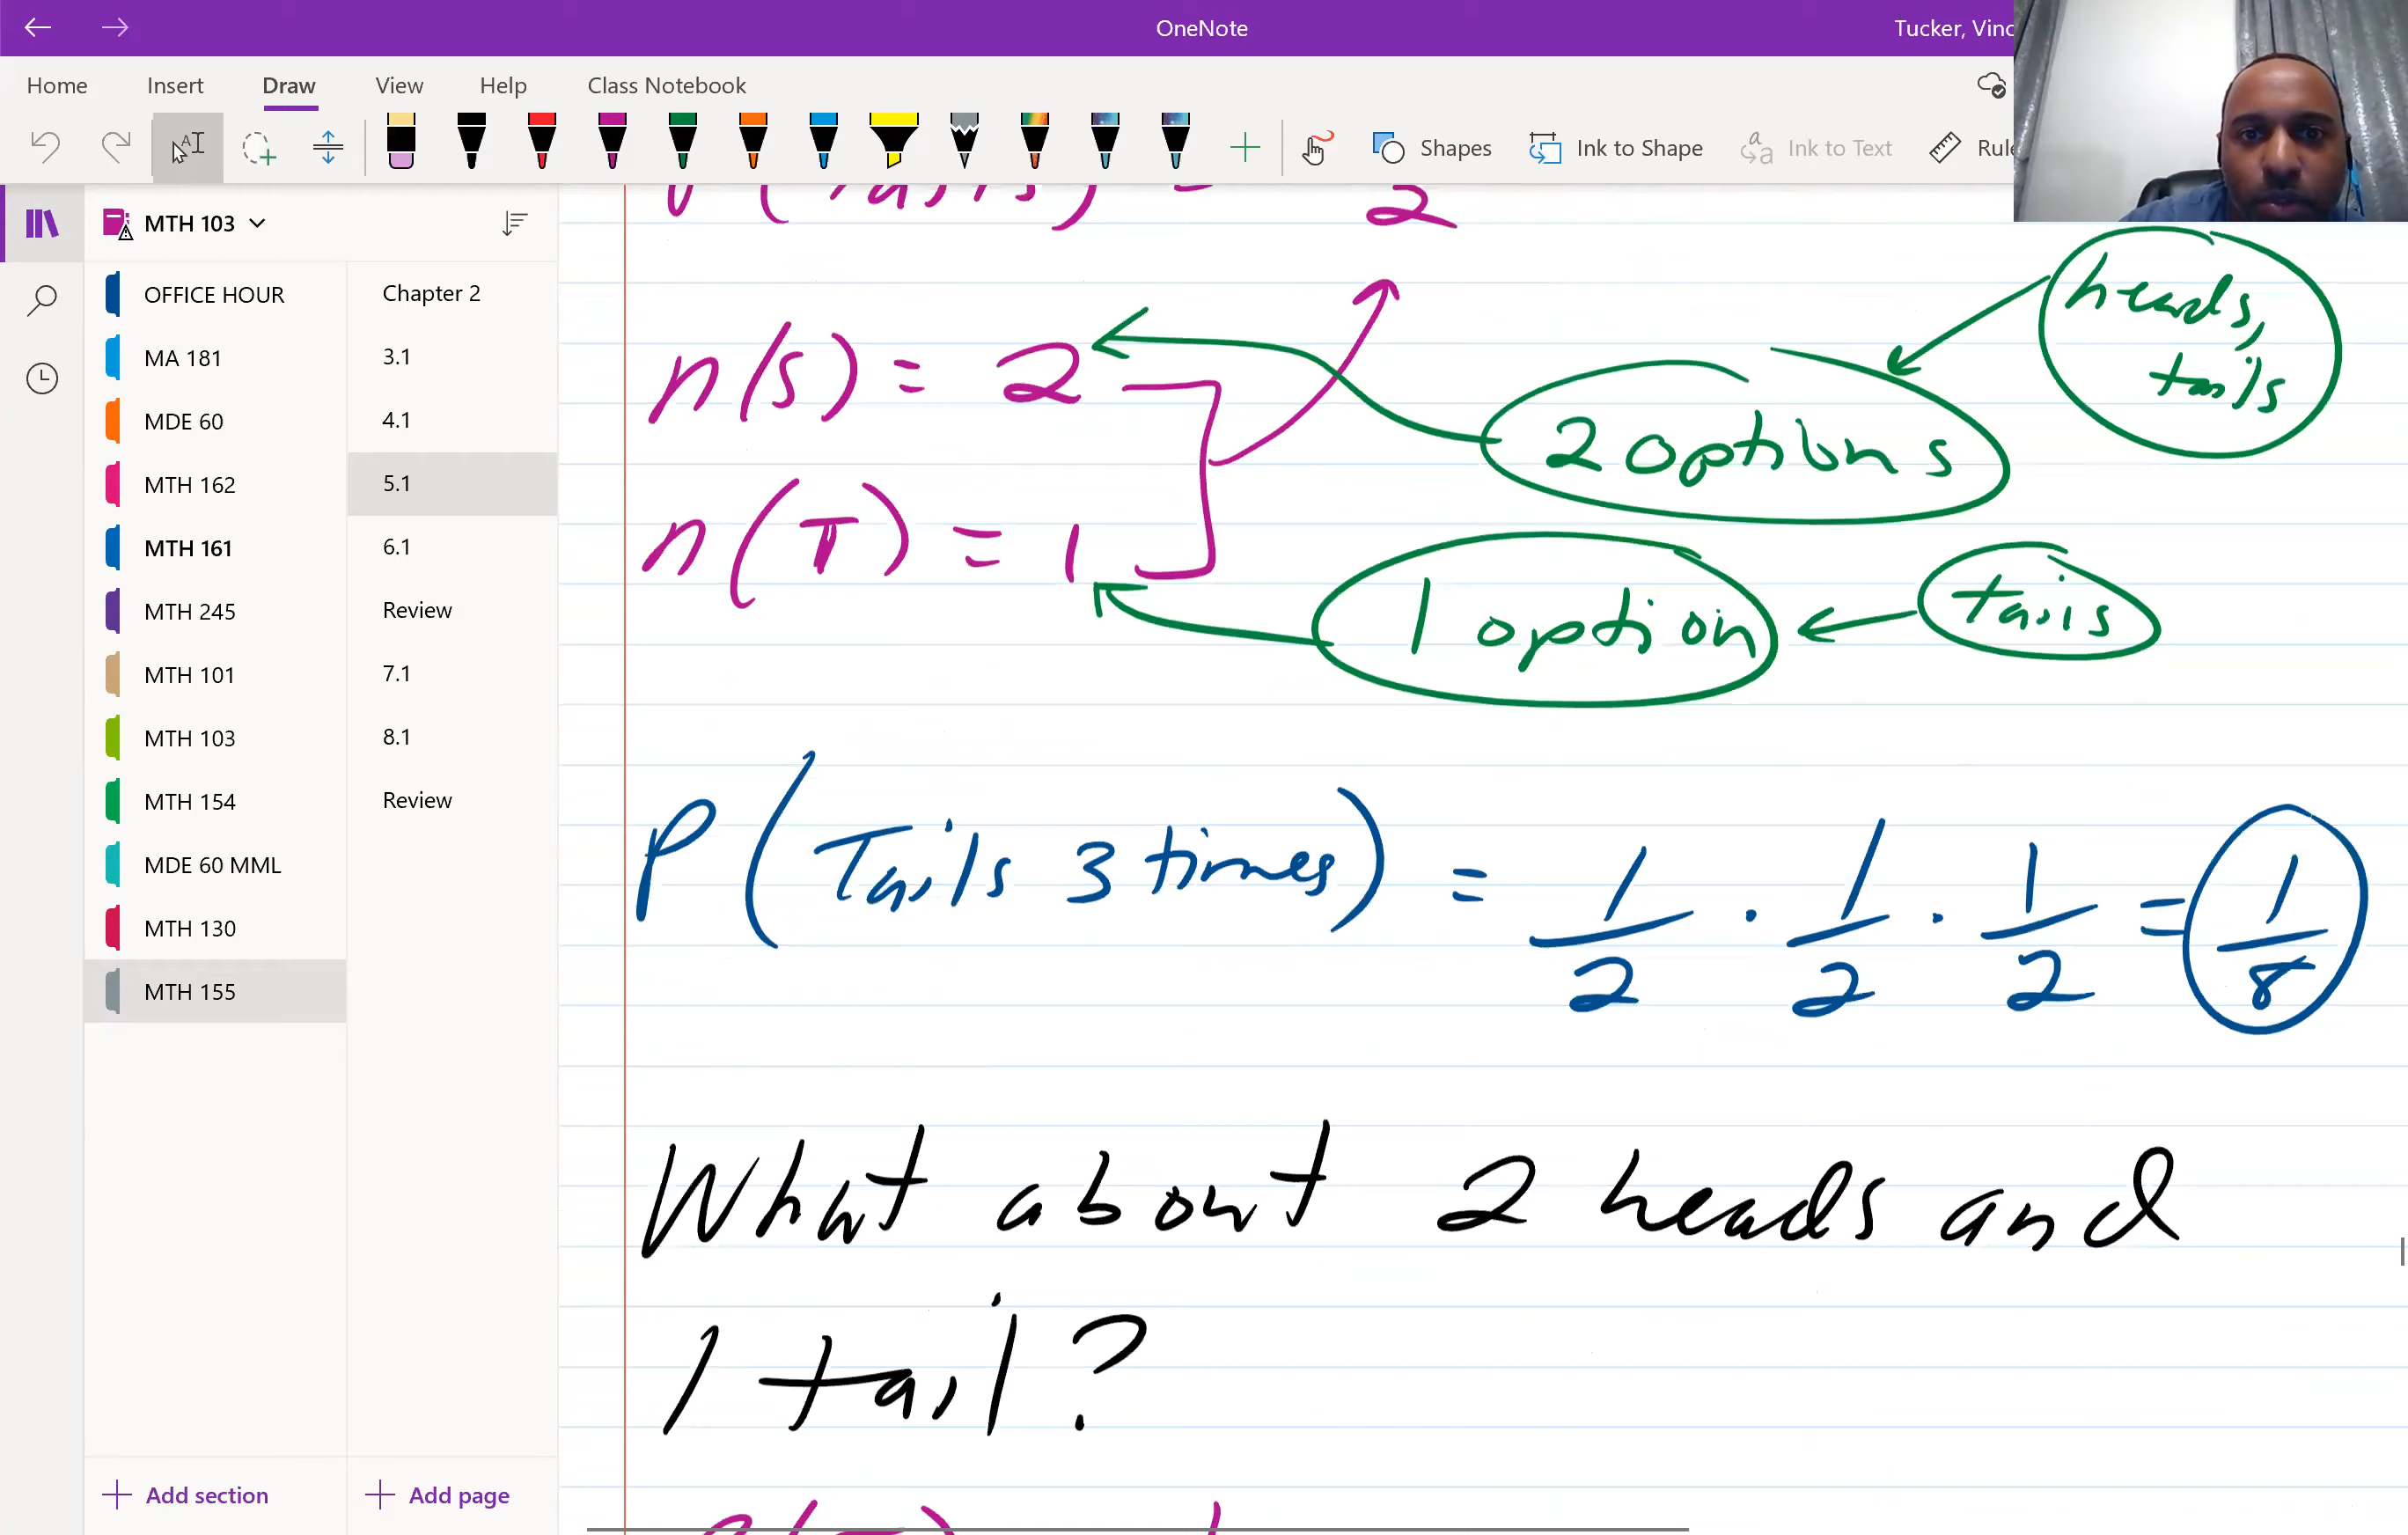 OneNote
Tucker, Vinc
Home Insert Draw View Help Class Notebook
Shapes Ink to Shape Ink to Text Rule
MTH 103
OFFICE HOUR
MA 181
MDE 60
MTH 162
MTH 161
MTH 245
MTH 101
MTH 103
MTH 154
MDE 60 MML
MTH 130
MTH 155
Add section
Chapter 2
3.1
4.1
5.1
6.1
Review
7.1
8.1
Review
Add page
P(Tails) = 2
heads,
tails
n(s) = 2
2 options
n(T) = 1
1 option
tails
P(Tails 3 times) = 1/2 · 1/2 · 1/2 = 1/8
What about 2 heads and
1 tail?